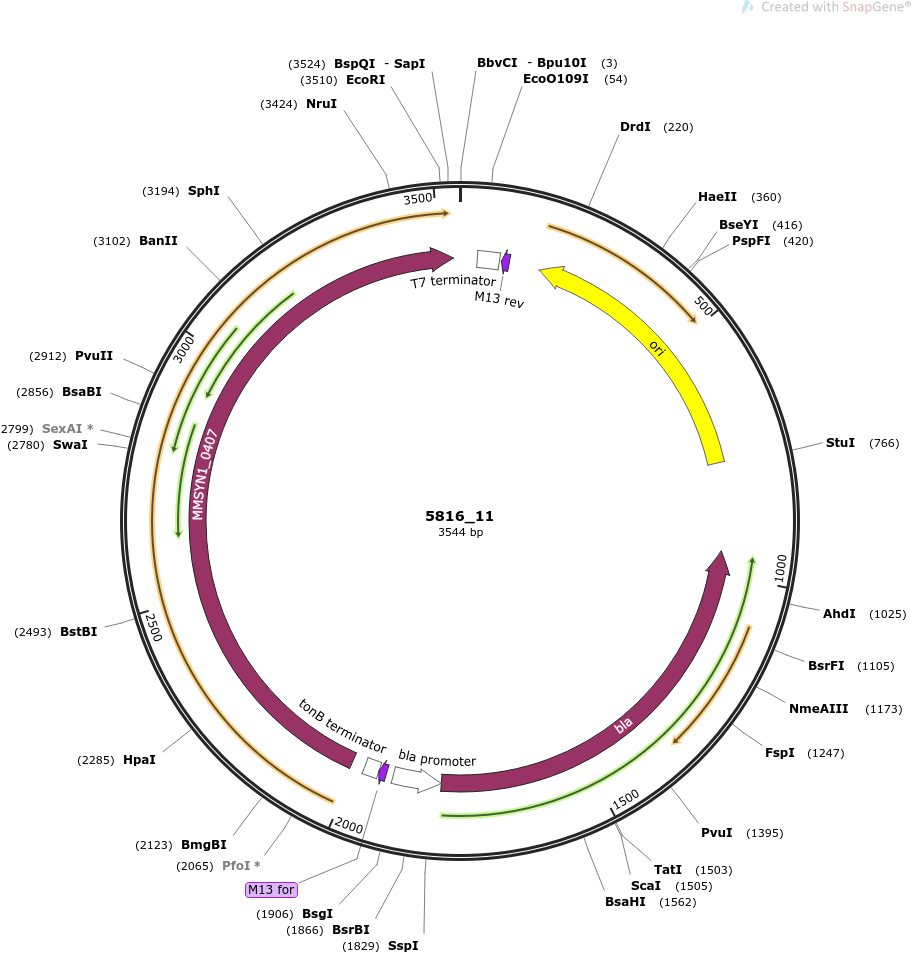 Created with SnapGene®
(3524) BspQI - SapI
BbvCI - Bpu10I (3)
(3510) EcoRI
EcoO109I (54)
(3424) NruI
DrdI (220)
(3194) SphI
HaeII (360)
BseYI (416)
(3102) BanII
PspFI (420)
3500
T7 terminator
M13 rev
500
ori
3000
(2912) PvuII
(2856) BsaBI
2799) SexAI *
(2780) SwaI
StuI (766)
MMSYN1_0407
5816_11
3544 bp
1000
AhdI (1025)
2500
(2493) BstBI
BsrFI (1105)
NmeAIII (1173)
tonB terminator
bla promoter
bla
FspI (1247)
(2285) HpaI
1500
2000
PvuI (1395)
(2123) BmgBI
(2065) PfoI *
TatI (1503)
ScaI (1505)
M13 for
BsaHI (1562)
(1906) BsgI
(1866) BsrBI
(1829) SspI